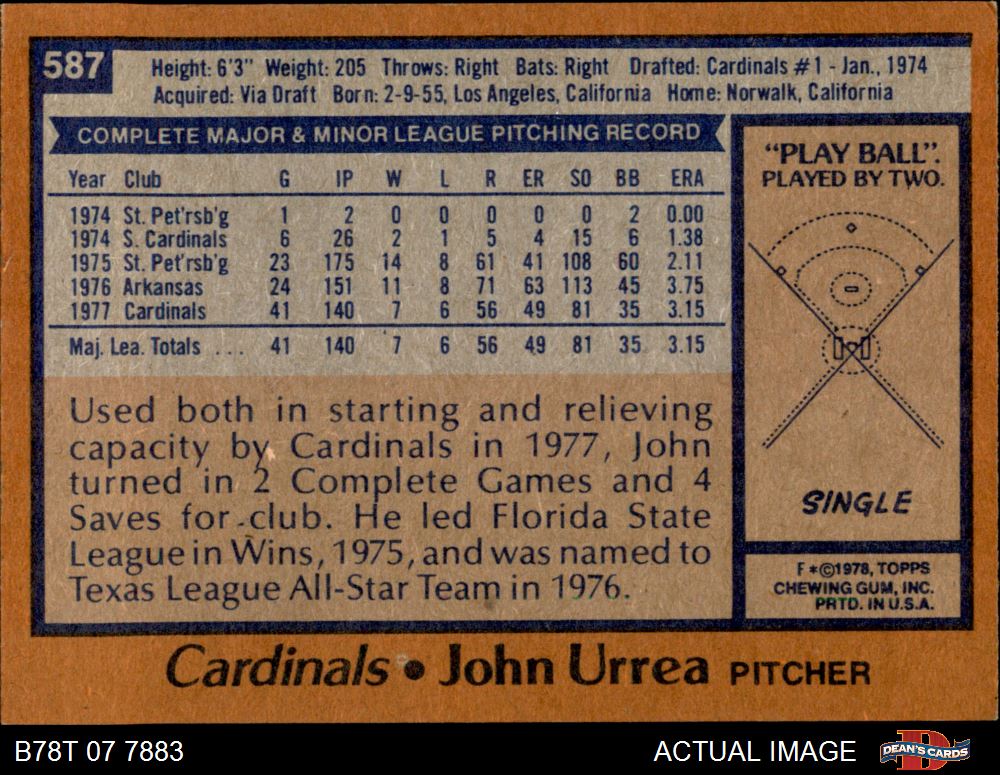 587
Height: 6'3" Weight: 205 Throws: Right Bats: Right Drafted: Cardinals #1 - Jan., 1974
Acquired: Via Draft Born: 2-9-55, Los Angeles, California Home: Norwalk, California
COMPLETE MAJOR & MINOR LEAGUE PITCHING RECORD
Year Club G IP W L R ER SO BB ERA
1974 St. Pet'rsb'g 1 2 0 0 0 0 0 2 0.00
1974 S. Cardinals 6 26 2 1 5 4 15 6 1.38
1975 St. Pet'rsb'g 23 175 14 8 61 41 108 60 2.11
1976 Arkansas 24 151 11 8 71 63 113 45 3.75
1977 Cardinals 41 140 7 6 56 49 81 35 3.15
Maj. Lea. Totals ... 41 140 7 6 56 49 81 35 3.15
Used both in starting and relieving
capacity by Cardinals in 1977, John
turned in 2 Complete Games and 4
Saves for club. He led Florida State
League in Wins, 1975, and was named to
Texas League All-Star Team in 1976.
"PLAY BALL".
PLAYED BY TWO.
SINGLE
F * © 1978, TOPPS
CHEWING GUM, INC.
PRTD. IN U.S.A.
Cardinals • John Urrea PITCHER
B78T 07 7883
ACTUAL IMAGE
D
DEAN'S CARDS